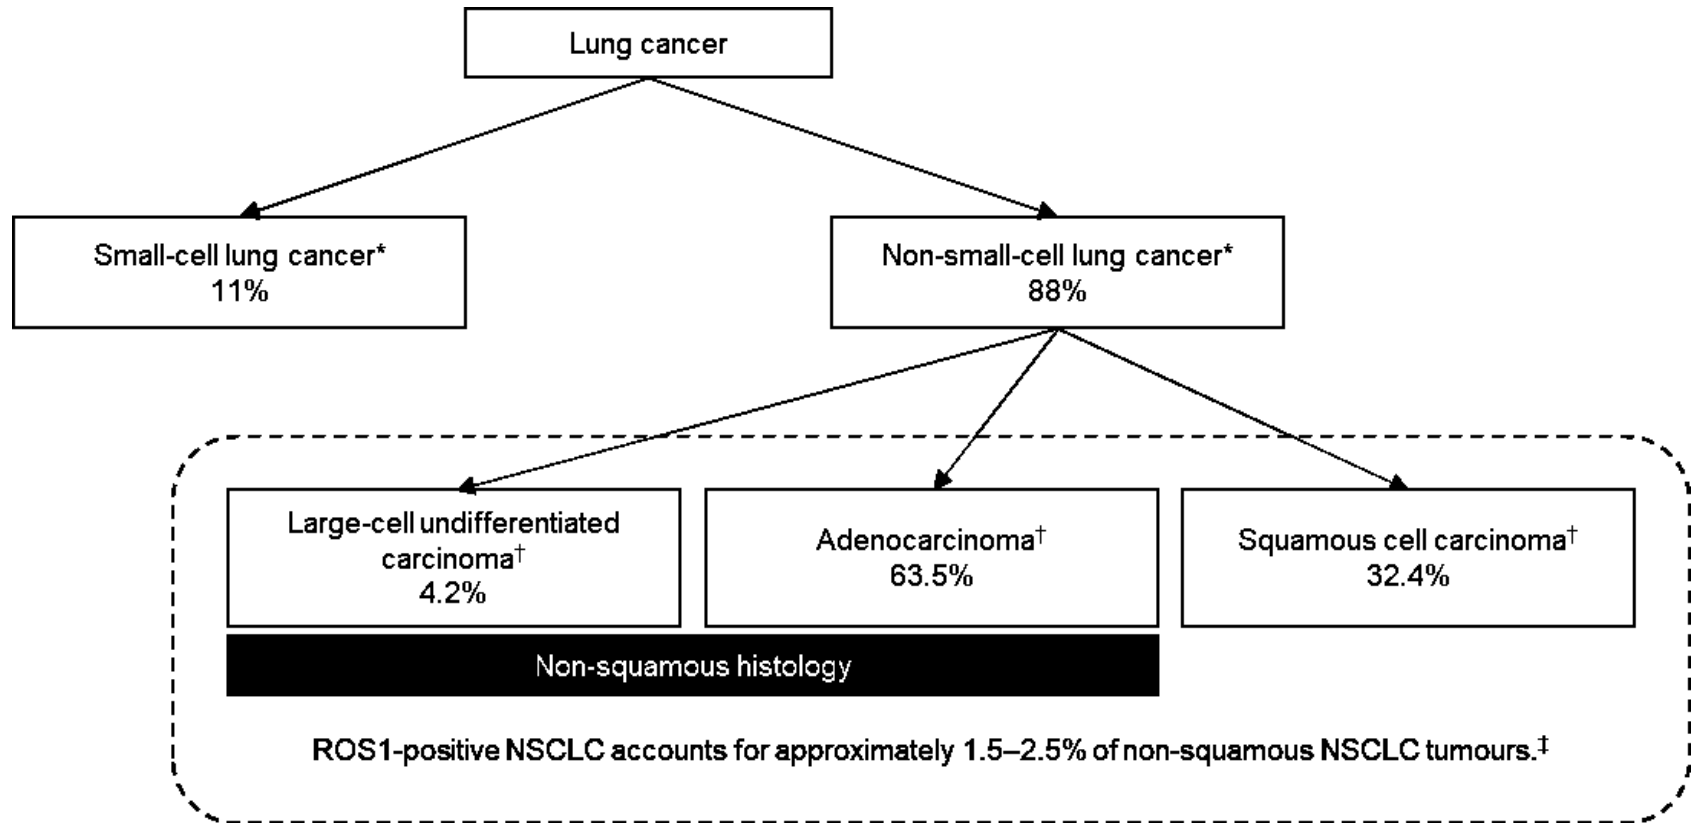 Lung cancer
Small-cell lung cancer*
11%
Non-small-cell lung cancer*
88%
Large-cell undifferentiated
carcinoma†
4.2%
Adenocarcinoma†
63.5%
Squamous cell carcinoma†
32.4%
Non-squamous histology
ROS1-positive NSCLC accounts for approximately 1.5–2.5% of non-squamous NSCLC tumours.‡